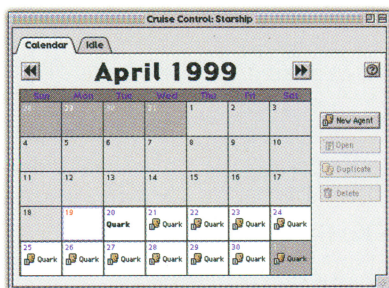 Cruise Control: Starship
Calendar Idle
April 1999
Sun Mon Tue Wed Thu Fri Sat
1 2 3
4 5 6 7 8 9 10
11 12 13 14 15 16 17
18 19 20 21 22 23 24
Quark Quark Quark Quark Quark
25 26 27 28 29 30
Quark Quark Quark Quark Quark Quark Quark
New Agent
Open
Duplicate
Delete